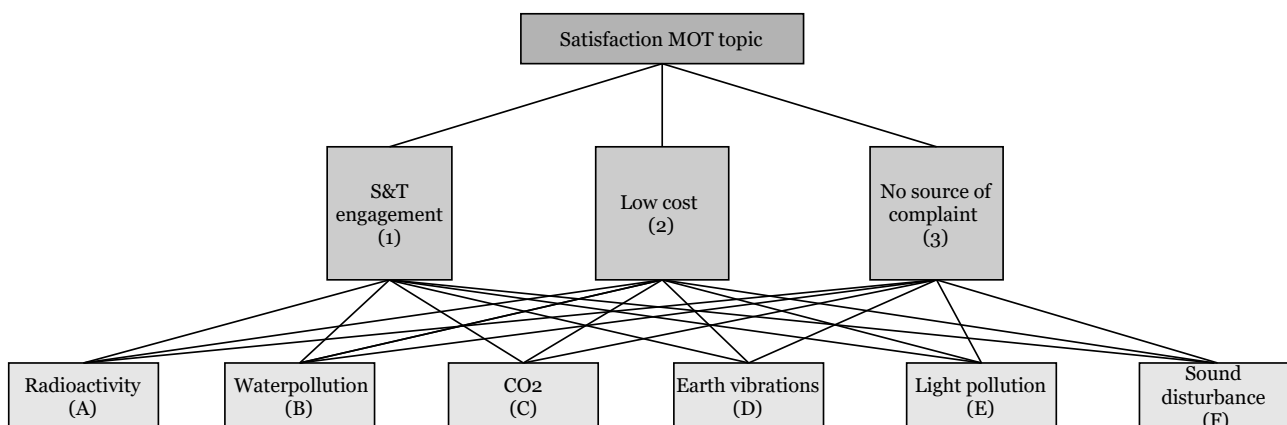 Satisfaction MOT topic
S&T
engagement
(1)
Low cost
(2)
No source of
complaint
(3)
Radioactivity
(A)
Waterpollution
(B)
CO2
(C)
Earth vibrations
(D)
Light pollution
(E)
Sound
disturbance
(F)